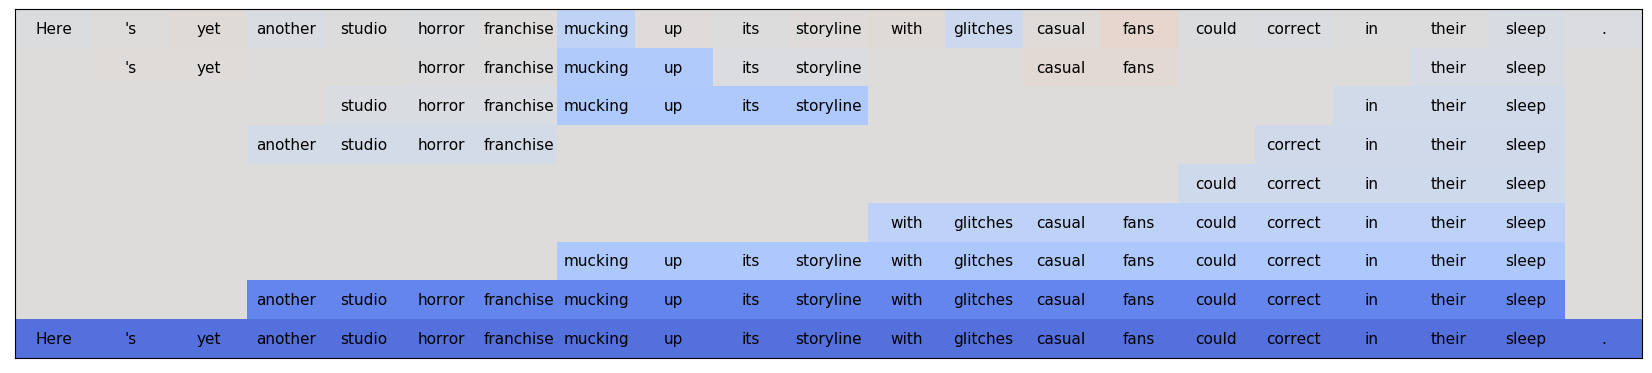 Here 's yet another studio horror franchise mucking up its storyline with glitches casual fans could correct in their sleep .
's yet horror franchise mucking up its storyline casual fans their sleep
studio horror franchise mucking up its storyline in their sleep
another studio horror franchise correct in their sleep
could correct in their sleep
with glitches casual fans could correct in their sleep
mucking up its storyline with glitches casual fans could correct in their sleep
another studio horror franchise mucking up its storyline with glitches casual fans could correct in their sleep
Here 's yet another studio horror franchise mucking up its storyline with glitches casual fans could correct in their sleep .